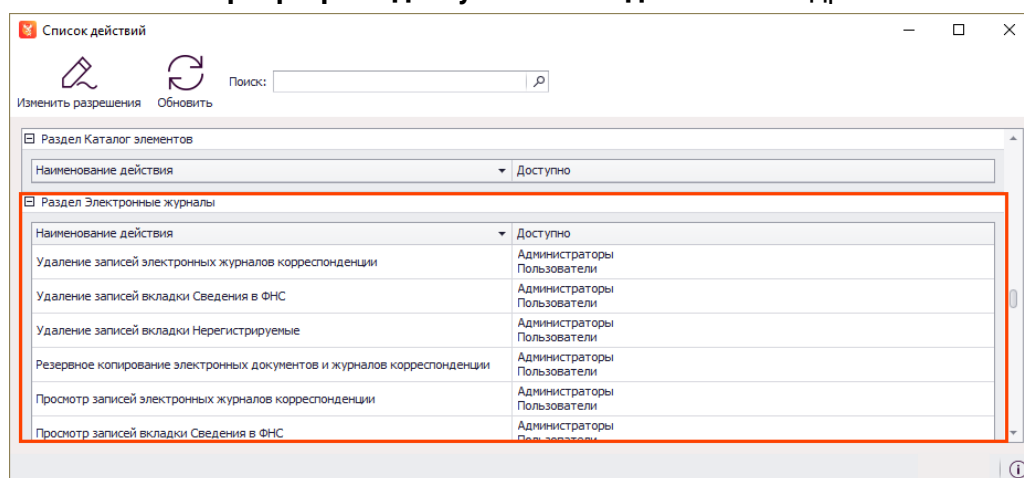 Список действий
Изменить разрешения
Обновить
Поиск:
Раздел Каталог элементов
Наименование действия
Доступно
Раздел Электронные журналы
Наименование действия
Доступно
Удаление записей электронных журналов корреспонденции
Администраторы
Пользователи
Удаление записей вкладки Сведения в ФНС
Администраторы
Пользователи
Удаление записей вкладки Нерегистрируемые
Администраторы
Пользователи
Резервное копирование электронных документов и журналов корреспонденции
Администраторы
Пользователи
Просмотр записей электронных журналов корреспонденции
Администраторы
Пользователи
Просмотр записей вкладки Сведения в ФНС
Администраторы
Пользователи